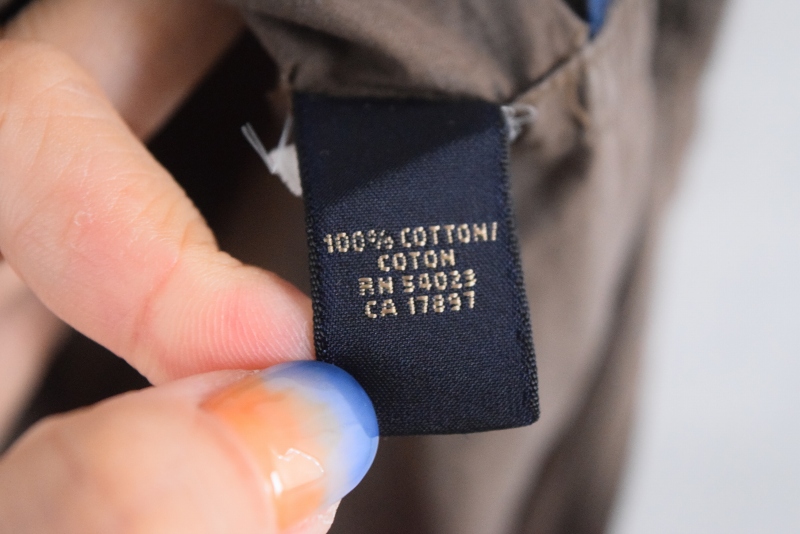 100% COTTON/
COTON
RN 54023
CA 17897